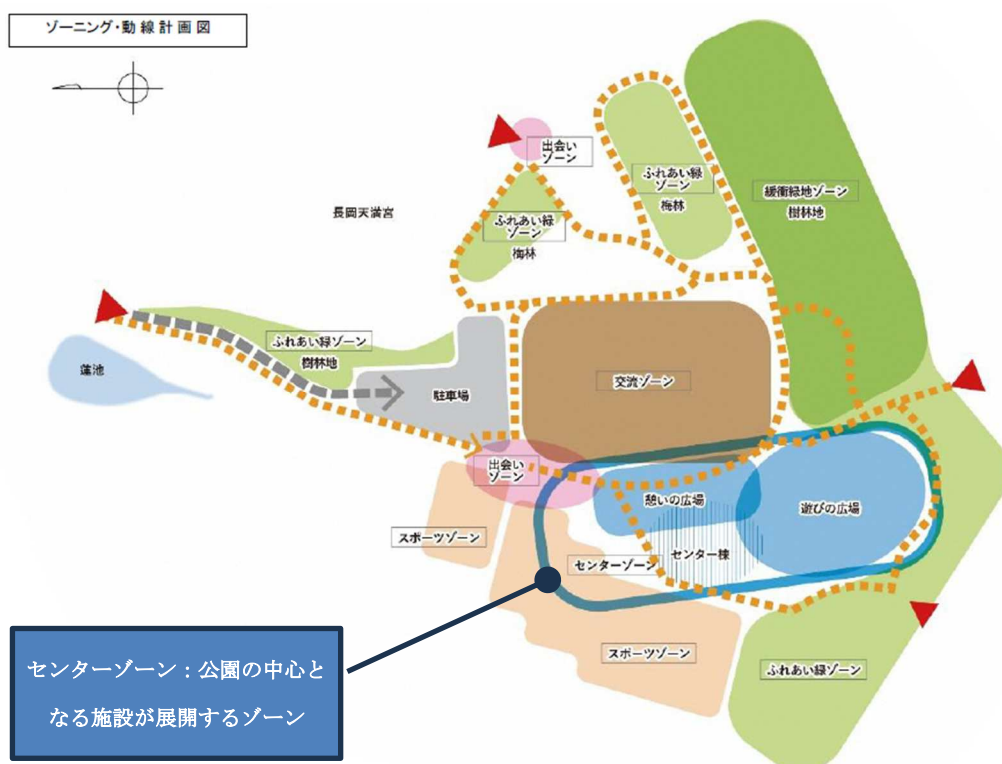 ゾーニング・動線計画図
出会い
ゾーン
ふれあい緑
ゾーン
梅林
緩衝緑地ゾーン
樹林地
長岡天満宮
ふれあい緑
ゾーン
梅林
ふれあい緑ゾーン
樹林地
蓮池
駐車場
交流ゾーン
出会い
ゾーン
憩いの広場
遊びの広場
スポーツゾーン
センターゾーン
センター棟
スポーツゾーン
ふれあい緑ゾーン
センターゾーン：公園の中心と
なる施設が展開するゾーン